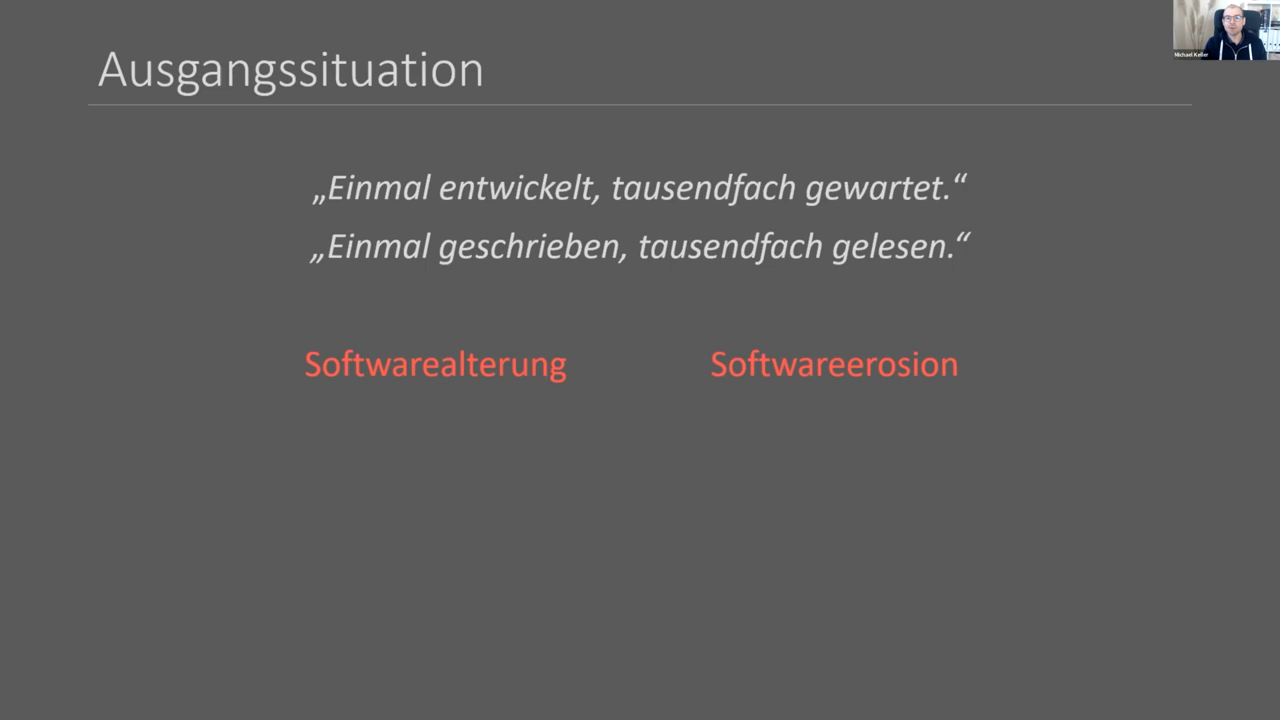 Ausgangssituation
Michael Keller
„Einmal entwickelt, tausendfach gewartet.“
„Einmal geschrieben, tausendfach gelesen.“
Softwarealterung
Softwareerosion